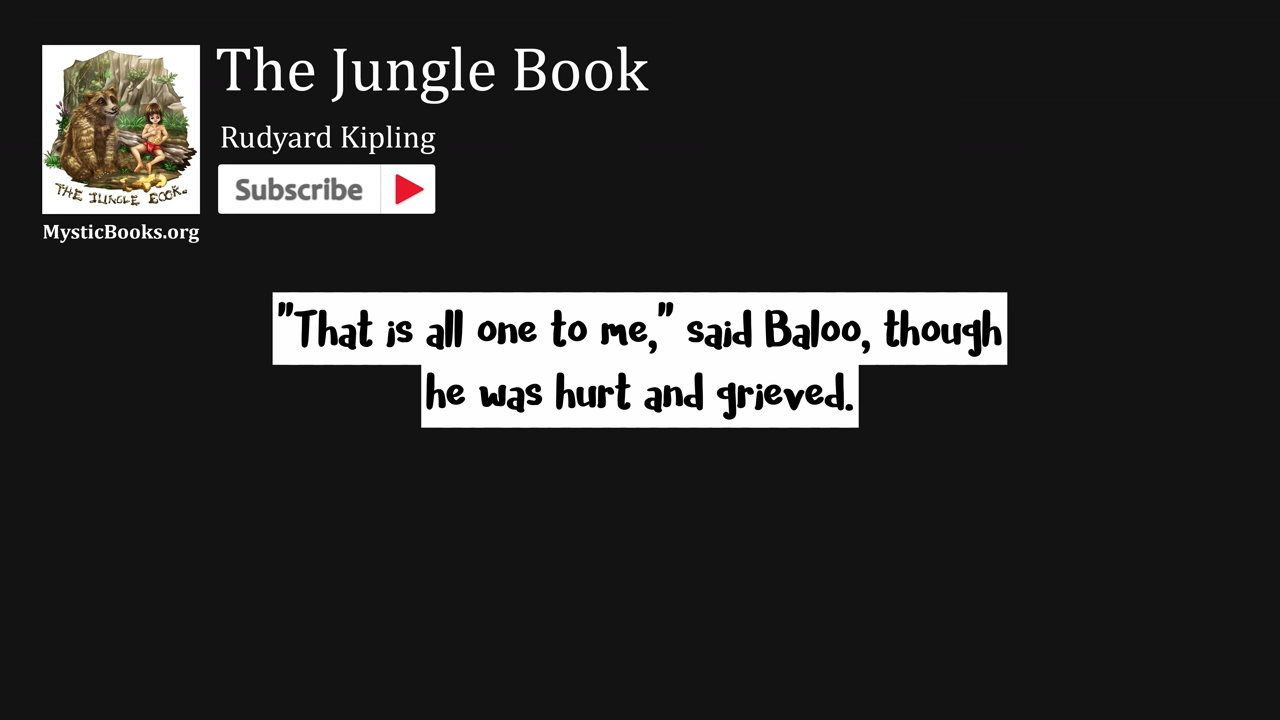 The Jungle Book
Rudyard Kipling
Subscribe
THE JUNGLE BOOK.
MysticBooks.org
"That is all one to me," said Baloo, though
he was hurt and grieved.